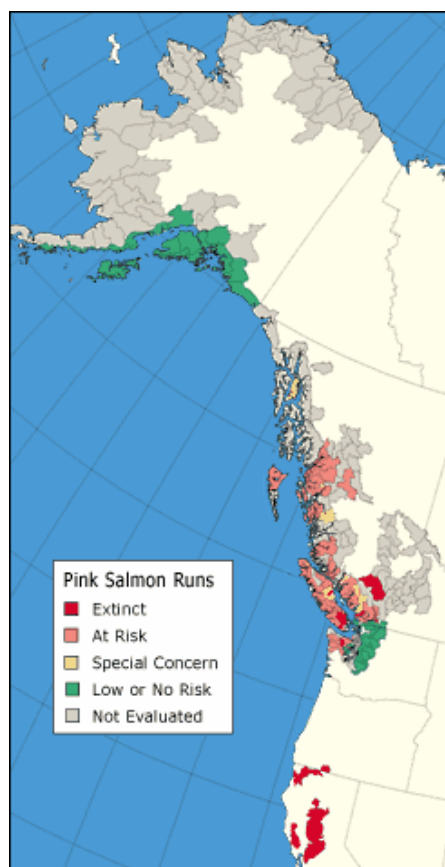 Pink Salmon Runs
Extinct
At Risk
Special Concern
Low or No Risk
Not Evaluated